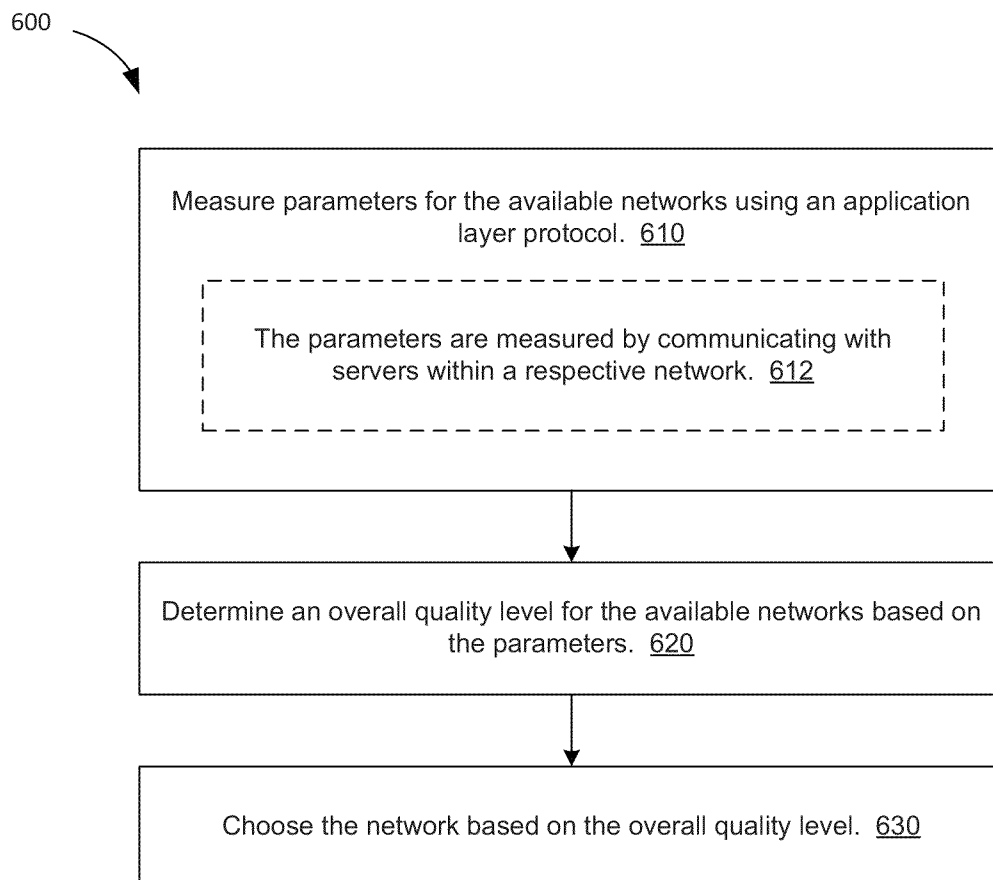 600
Measure parameters for the available networks using an application
layer protocol. 610
The parameters are measured by communicating with
servers within a respective network. 612
Determine an overall quality level for the available networks based on
the parameters. 620
Choose the network based on the overall quality level. 630